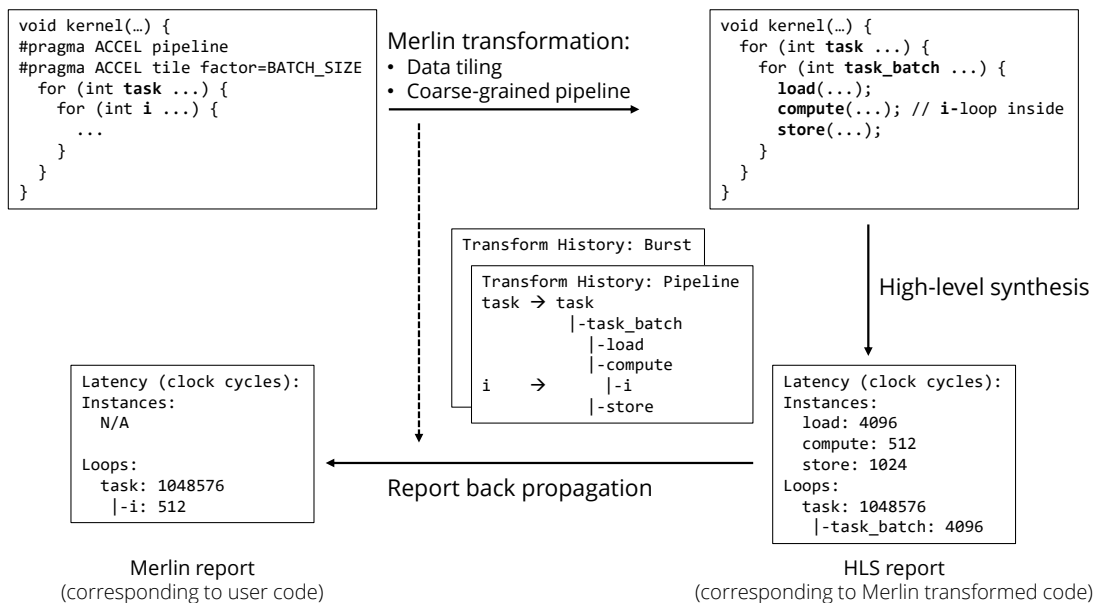 void kernel(…) {
#pragma ACCEL pipeline
#pragma ACCEL tile factor=BATCH_SIZE
  for (int task ...) {
    for (int i ...) {
      ...
    }
  }
}
Merlin transformation:
• Data tiling
• Coarse-grained pipeline
void kernel(…) {
  for (int task ...) {
    for (int task_batch ...) {
      load(...);
      compute(...); // i-loop inside
      store(...);
    }
  }
}
Transform History: Burst
Transform History: Pipeline
task → task
         |-task_batch
           |-load
           |-compute
i    →       |-i
           |-store
High-level synthesis
Latency (clock cycles):
Instances:
  N/A
Loops:
  task: 1048576
   |-i: 512
Report back propagation
Latency (clock cycles):
Instances:
  load: 4096
  compute: 512
  store: 1024
Loops:
  task: 1048576
   |-task_batch: 4096
Merlin report
(corresponding to user code)
HLS report
(corresponding to Merlin transformed code)